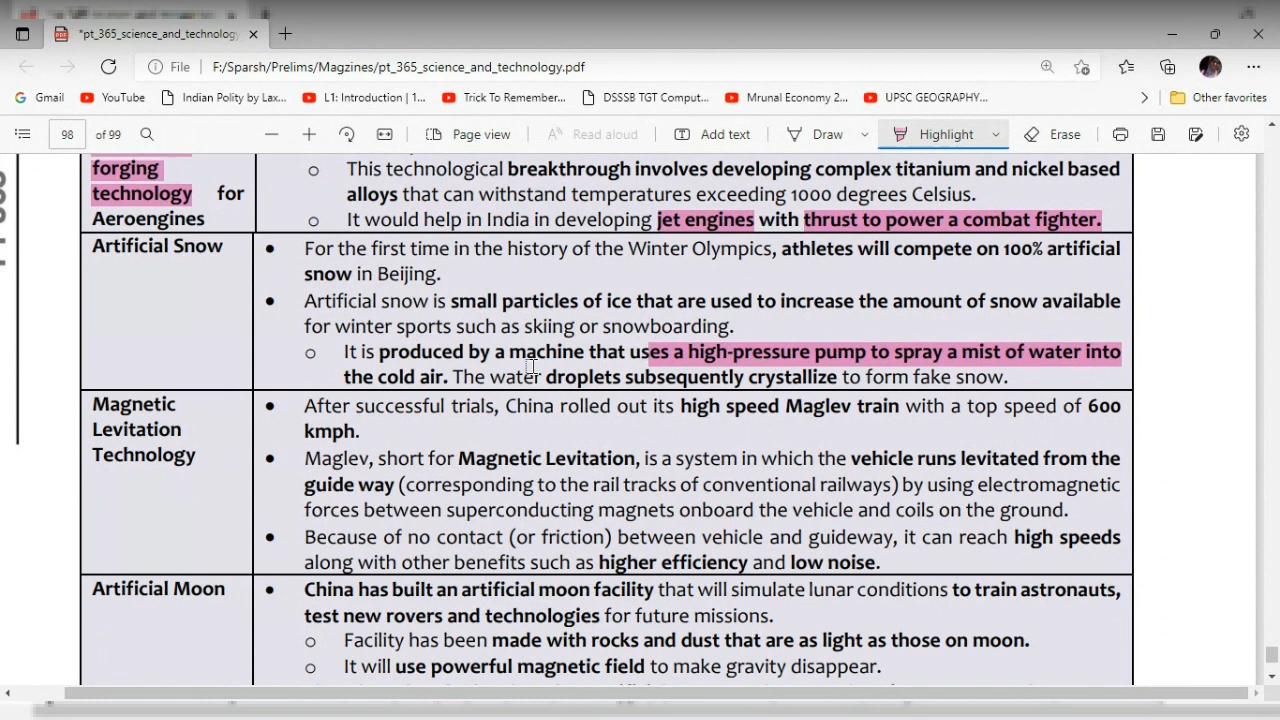 *pt_365_science_and_technology
File
F:/Sparsh/Prelims/Magzines/pt_365_science_and_technology.pdf
Gmail
YouTube
Indian Polity by Lax...
L1: Introduction | 1...
Trick To Remember...
DSSSB TGT Comput...
Mrunal Economy 2...
UPSC GEOGRAPHY...
Other favorites
98 of 99
Page view
Read aloud
Add text
Draw
Highlight
Erase
forging
technology for
Aeroengines
o This technological breakthrough involves developing complex titanium and nickel based
alloys that can withstand temperatures exceeding 1000 degrees Celsius.
o It would help in India in developing jet engines with thrust to power a combat fighter.
Artificial Snow
• For the first time in the history of the Winter Olympics, athletes will compete on 100% artificial
snow in Beijing.
• Artificial snow is small particles of ice that are used to increase the amount of snow available
for winter sports such as skiing or snowboarding.
o It is produced by a machine that uses a high-pressure pump to spray a mist of water into
the cold air. The water droplets subsequently crystallize to form fake snow.
Magnetic
Levitation
Technology
• After successful trials, China rolled out its high speed Maglev train with a top speed of 600
kmph.
• Maglev, short for Magnetic Levitation, is a system in which the vehicle runs levitated from the
guide way (corresponding to the rail tracks of conventional railways) by using electromagnetic
forces between superconducting magnets onboard the vehicle and coils on the ground.
• Because of no contact (or friction) between vehicle and guideway, it can reach high speeds
along with other benefits such as higher efficiency and low noise.
Artificial Moon
• China has built an artificial moon facility that will simulate lunar conditions to train astronauts,
test new rovers and technologies for future missions.
o Facility has been made with rocks and dust that are as light as those on moon.
o It will use powerful magnetic field to make gravity disappear.